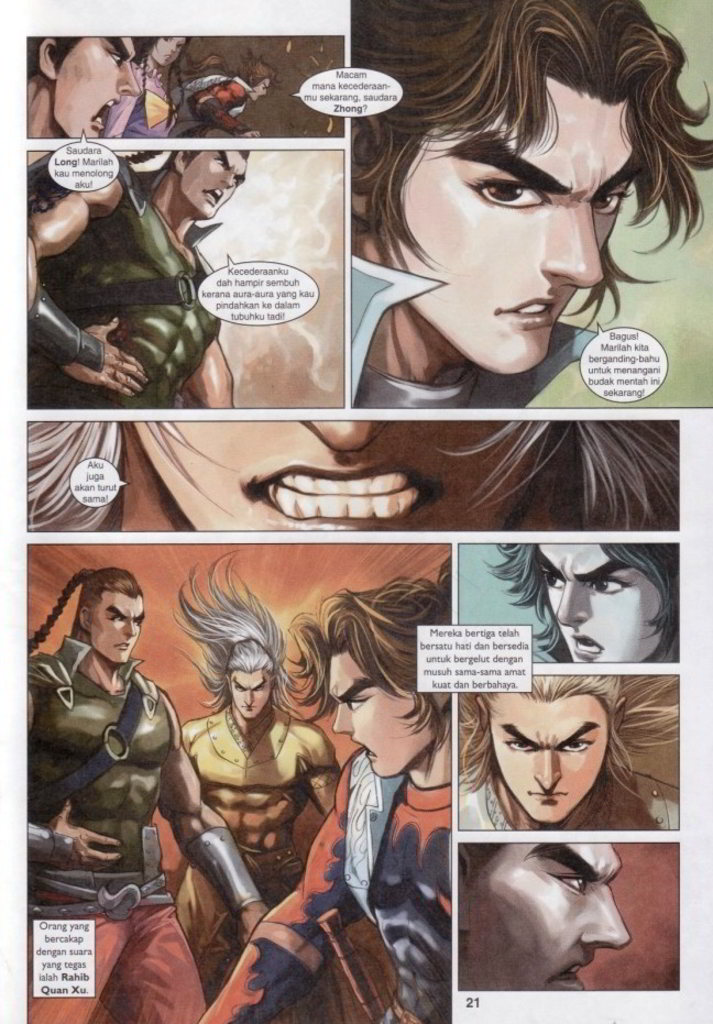 Macam
mana kecederaan-
mu sekarang, saudara
Zhong?
Saudara
Long! Marilah
kau menolong
aku!
Kecederaanku
dah hampir sembuh
kerana aura-aura yang kau
pindahkan ke dalam
tubuhku tadi!
Bagus!
Marilah kita
berganding-bahu
untuk menangani
budak mentah ini
sekarang!
Aku
juga
akan turut
sama!
Mereka bertiga telah
bersatu hati dan bersedia
untuk bergelut dengan
musuh sama-sama amat
kuat dan berbahaya.
Orang yang
bercakap
dengan suara
yang tegas
ialah Rahib
Quan Xu.
21